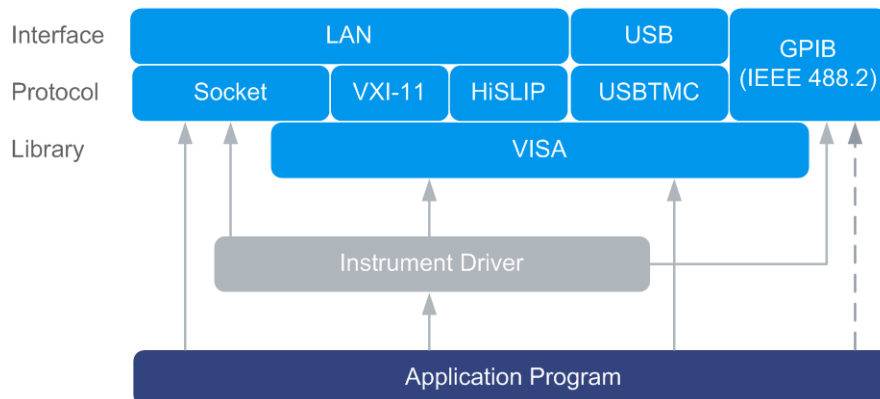 Interface
LAN
USB
GPIB
(IEEE 488.2)
Protocol
Socket
VXI-11
HiSLIP
USBTMC
Library
VISA
Instrument Driver
Application Program